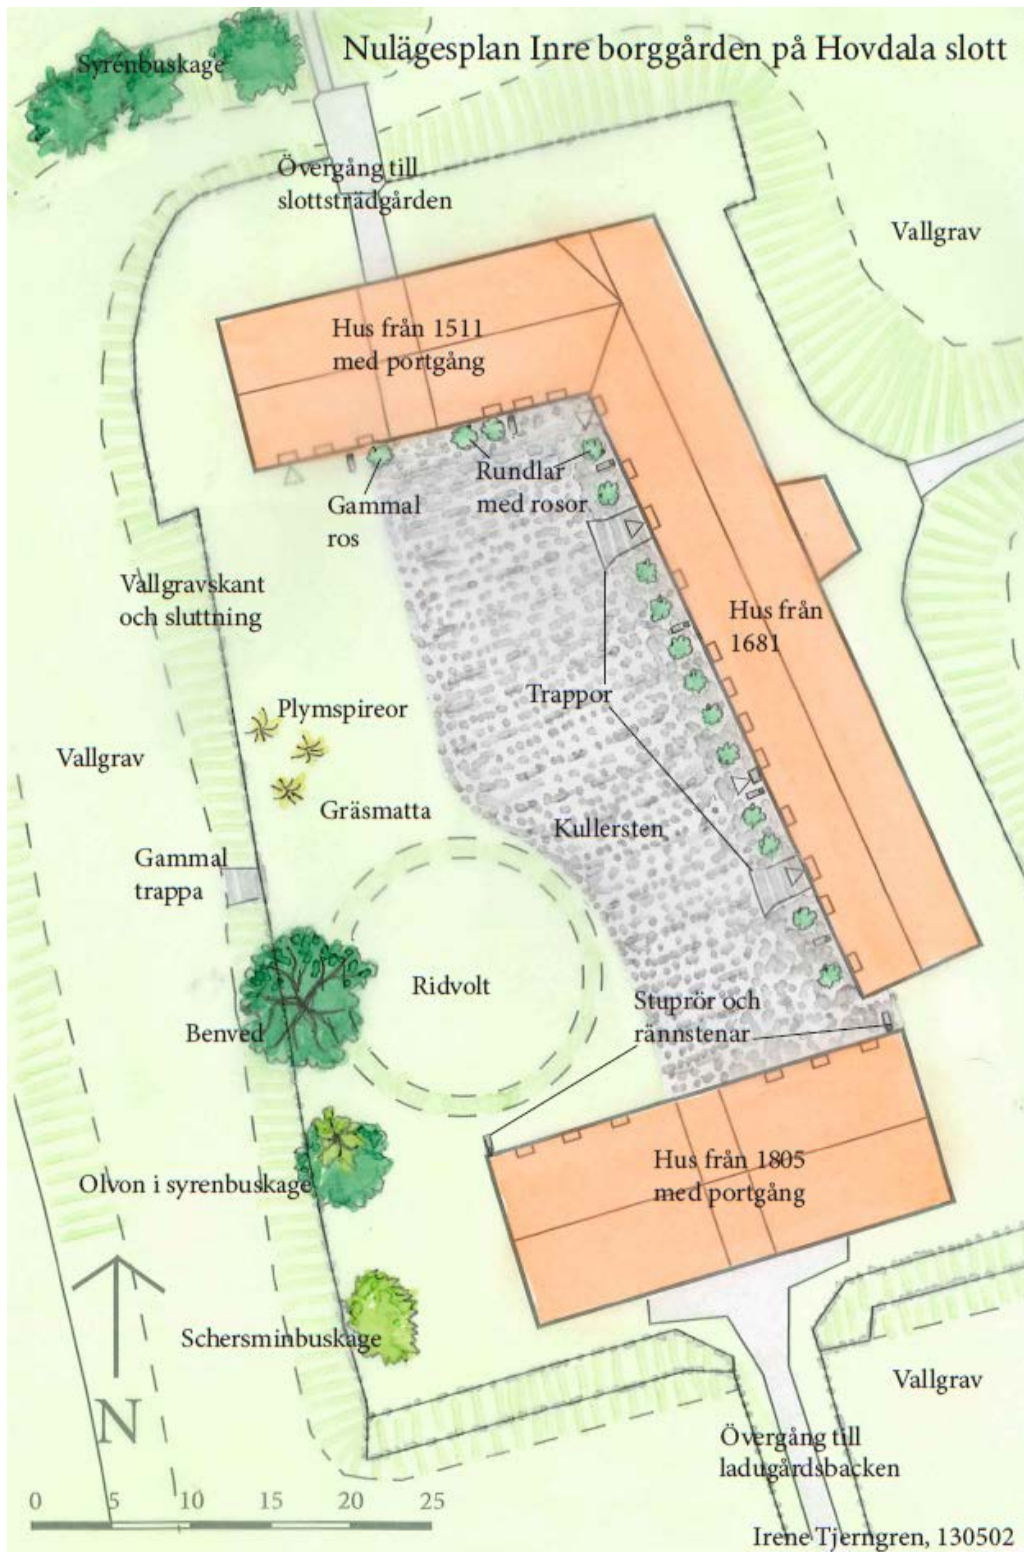 Nulägesplan Inre borggården på Hovdala slott
Syrenbuskage
Övergång till
slottsträdgården
Vallgrav
Hus från 1511
med portgång
Rundlar
med rosor
Gammal
ros
Vallgravskant
och sluttning
Hus från
1681
Trappor
Plymspireor
Vallgrav
Gräsmatta
Kullersten
Gammal
trappa
Ridvolt
Stuprör och
rännstenar
Benved
Hus från 1805
med portgång
Olvon i syrenbuskage
Schersminbuskage
Vallgrav
N
Övergång till
ladugårdsbacken
0 5 10 15 20 25
Irene Tjerngren, 130502